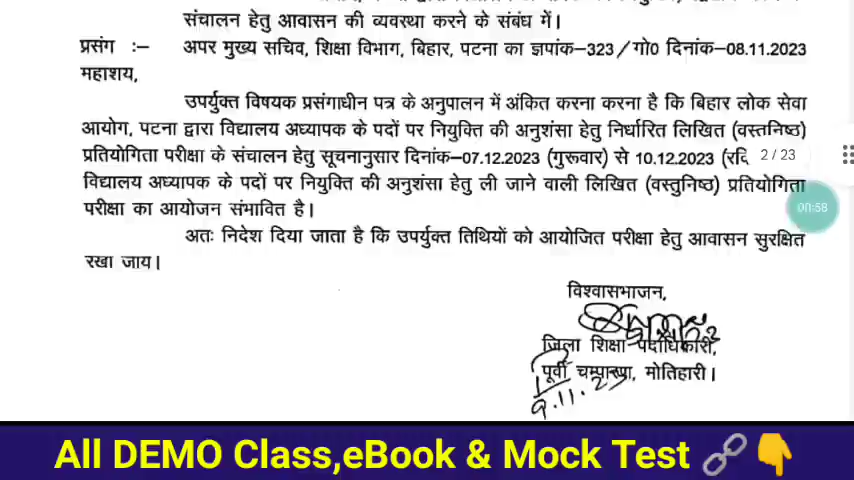 संचालन हेतु आवासन की व्यवस्था करने के संबंध में।
प्रसंग :– अपर मुख्य सचिव, शिक्षा विभाग, बिहार, पटना का ज्ञापांक–323/गो0 दिनांक–08.11.2023
महाशय,
उपर्युक्त विषयक प्रसंगाधीन पत्र के अनुपालन में अंकित करना करना है कि बिहार लोक सेवा
आयोग, पटना द्वारा विद्यालय अध्यापक के पदों पर नियुक्ति की अनुशंसा हेतु निर्धारित लिखित (वस्तुनिष्ठ)
प्रतियोगिता परीक्षा के संचालन हेतु सूचनानुसार दिनांक–07.12.2023 (गुरूवार) से 10.12.2023
2 / 23
विद्यालय अध्यापक के पदों पर नियुक्ति की अनुशंसा हेतु ली जाने वाली लिखित (वस्तुनिष्ठ) प्रतियोगिता
00:58
परीक्षा का आयोजन संभावित है।
अतः निदेश दिया जाता है कि उपर्युक्त तिथियों को आयोजित परीक्षा हेतु आवासन सुरक्षित
रखा जाय।
विश्वासभाजन,
जिला शिक्षा पदाधिकारी,
पूर्वी चम्पारण, मोतिहारी।
9.11.23
All DEMO Class,eBook & Mock Test